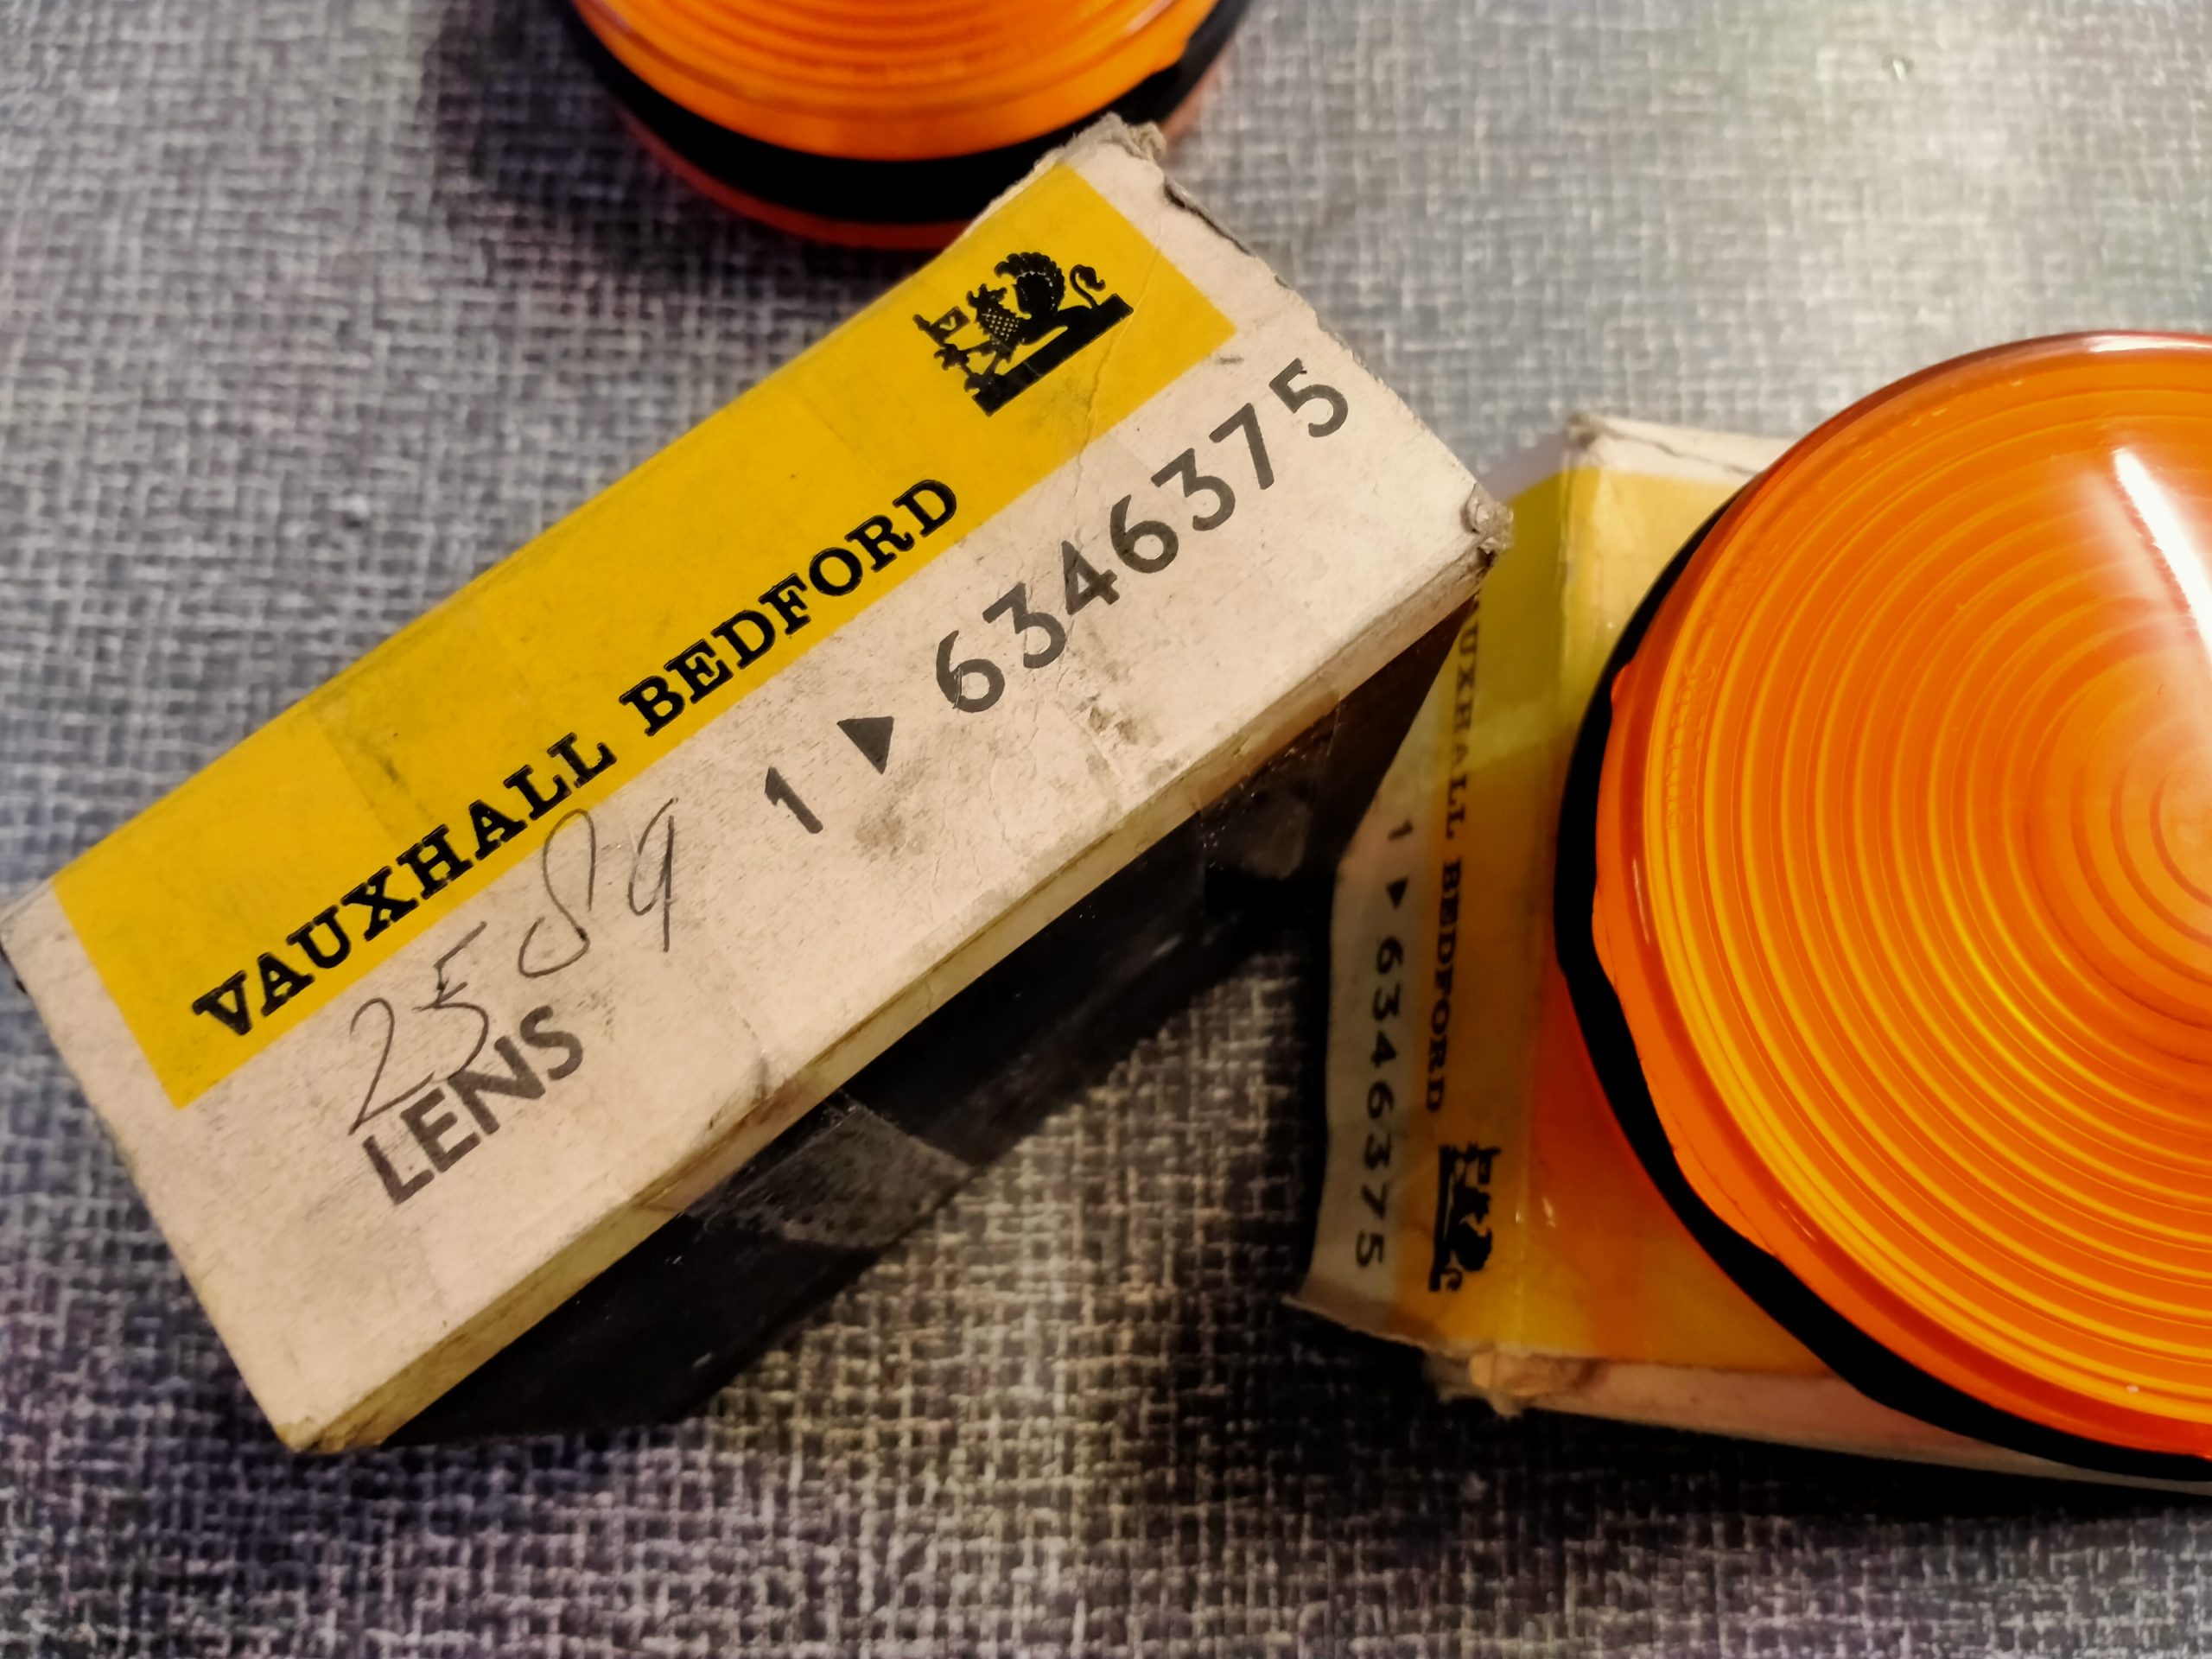 VAUXHALL BEDFORD
V
1 ▶ 6346375
2589
LENS
VAUXHALL BEDFORD
1 ▶ 6346375